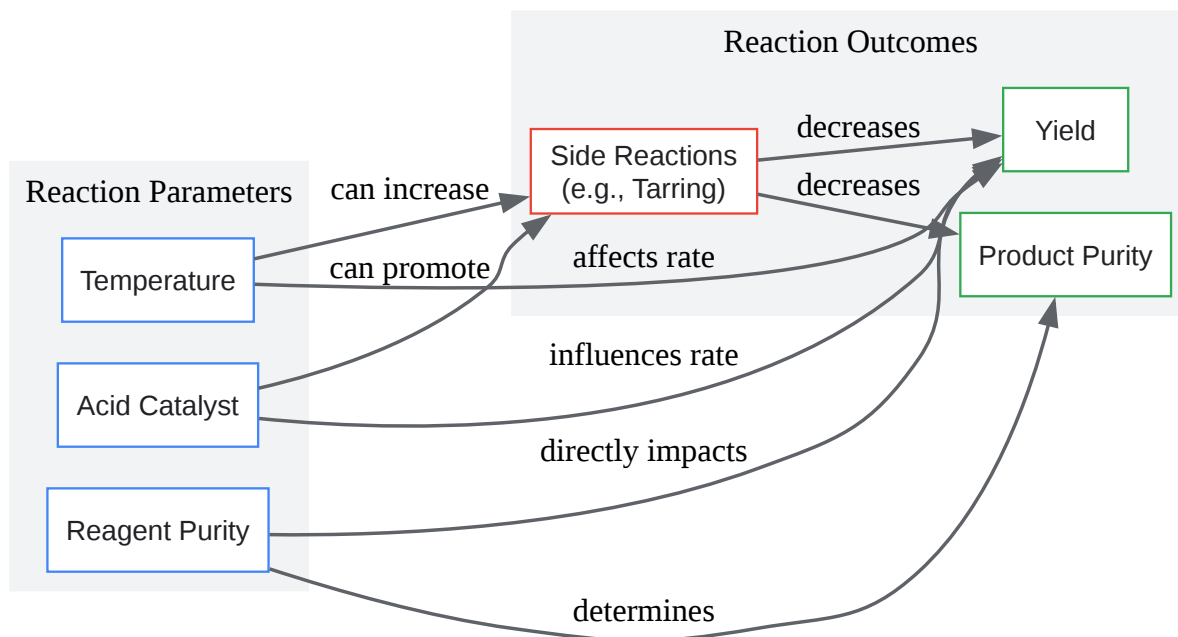 Reaction Outcomes
decreases
Yield
Side Reactions
(e.g., Tarring)
decreases
Product Purity
Reaction Parameters
can increase
Temperature
can promote
affects rate
Acid Catalyst
influences rate
directly impacts
Reagent Purity
determines